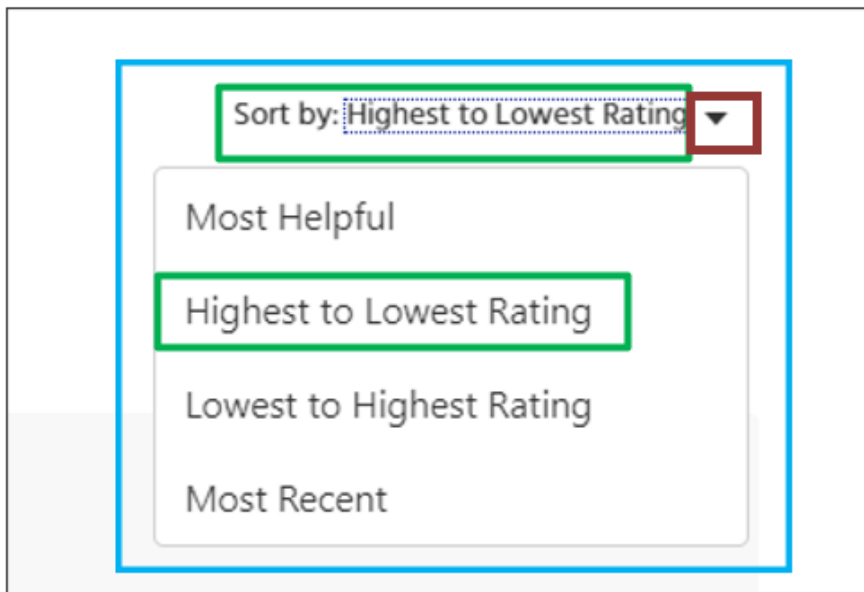 Sort by: Highest to Lowest Rating
Most Helpful
Highest to Lowest Rating
Lowest to Highest Rating
Most Recent